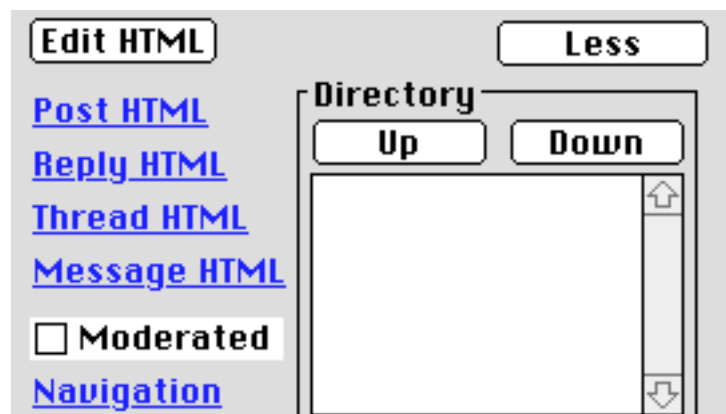 Edit HTML
Less
Post HTML
Reply HTML
Thread HTML
Message HTML
Moderated
Navigation
Directory
Up
Down